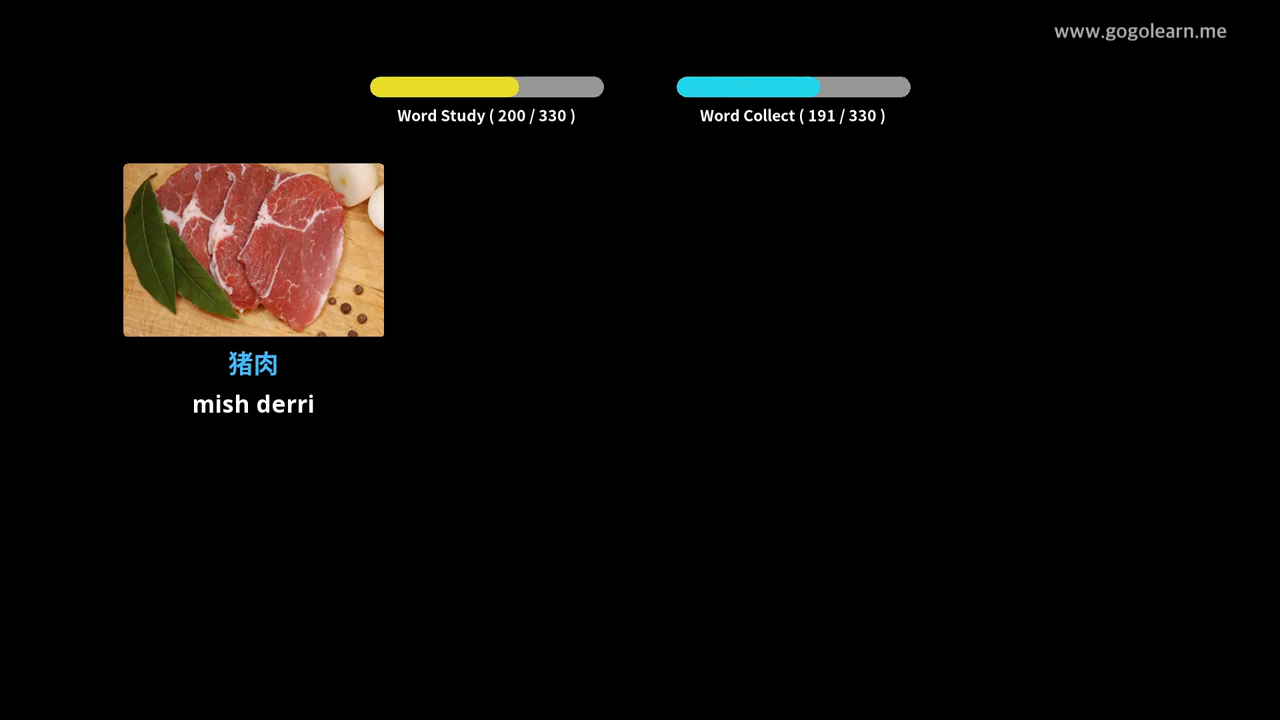 www.gogolearn.me
Word Study ( 200 / 330 )
Word Collect ( 191 / 330 )
猪肉
mish derri